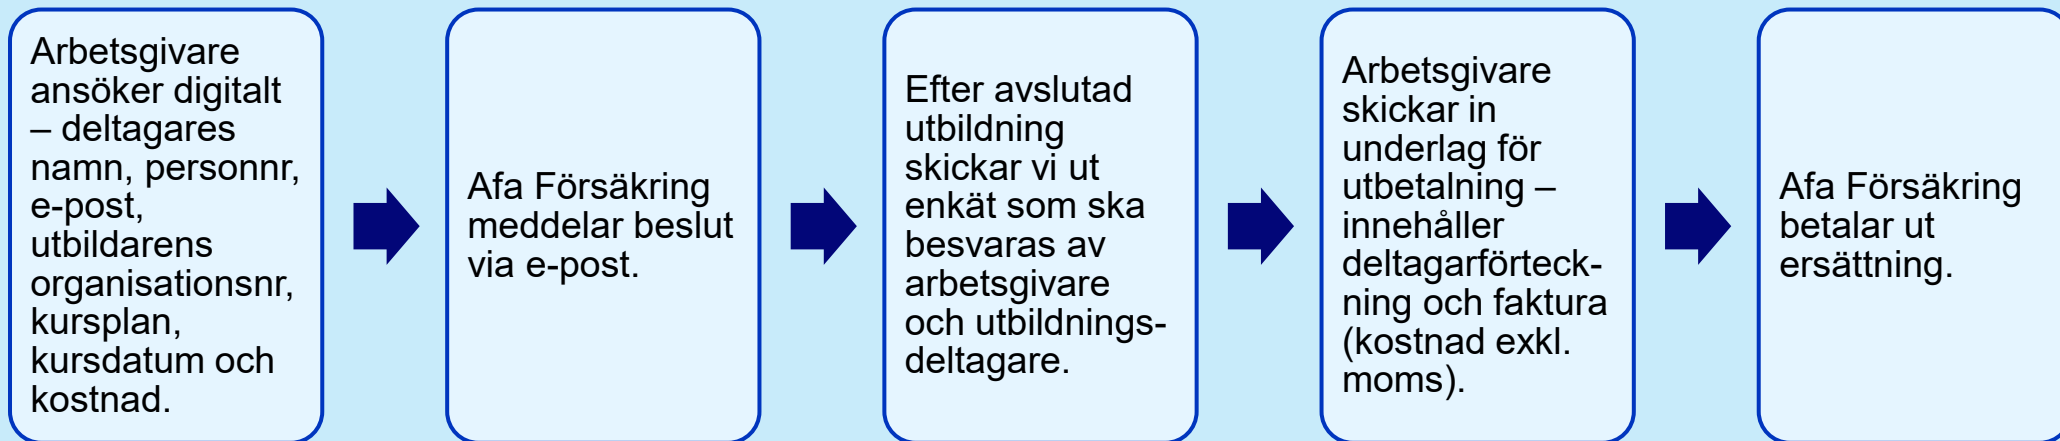 Arbetsgivare
ansöker digitalt
– deltagares
namn, personnr,
e-post,
utbildarens
organisationsnr,
kursplan,
kursdatum och
kostnad.
Afa Försäkring
meddelar beslut
via e-post.
Efter avslutad
utbildning
skickar vi ut
enkät som ska
besvaras av
arbetsgivare
och utbildnings-
deltagare.
Arbetsgivare
skickar in
underlag för
utbetalning –
innehåller
deltagarförteck-
ning och faktura
(kostnad exkl.
moms).
Afa Försäkring
betalar ut
ersättning.